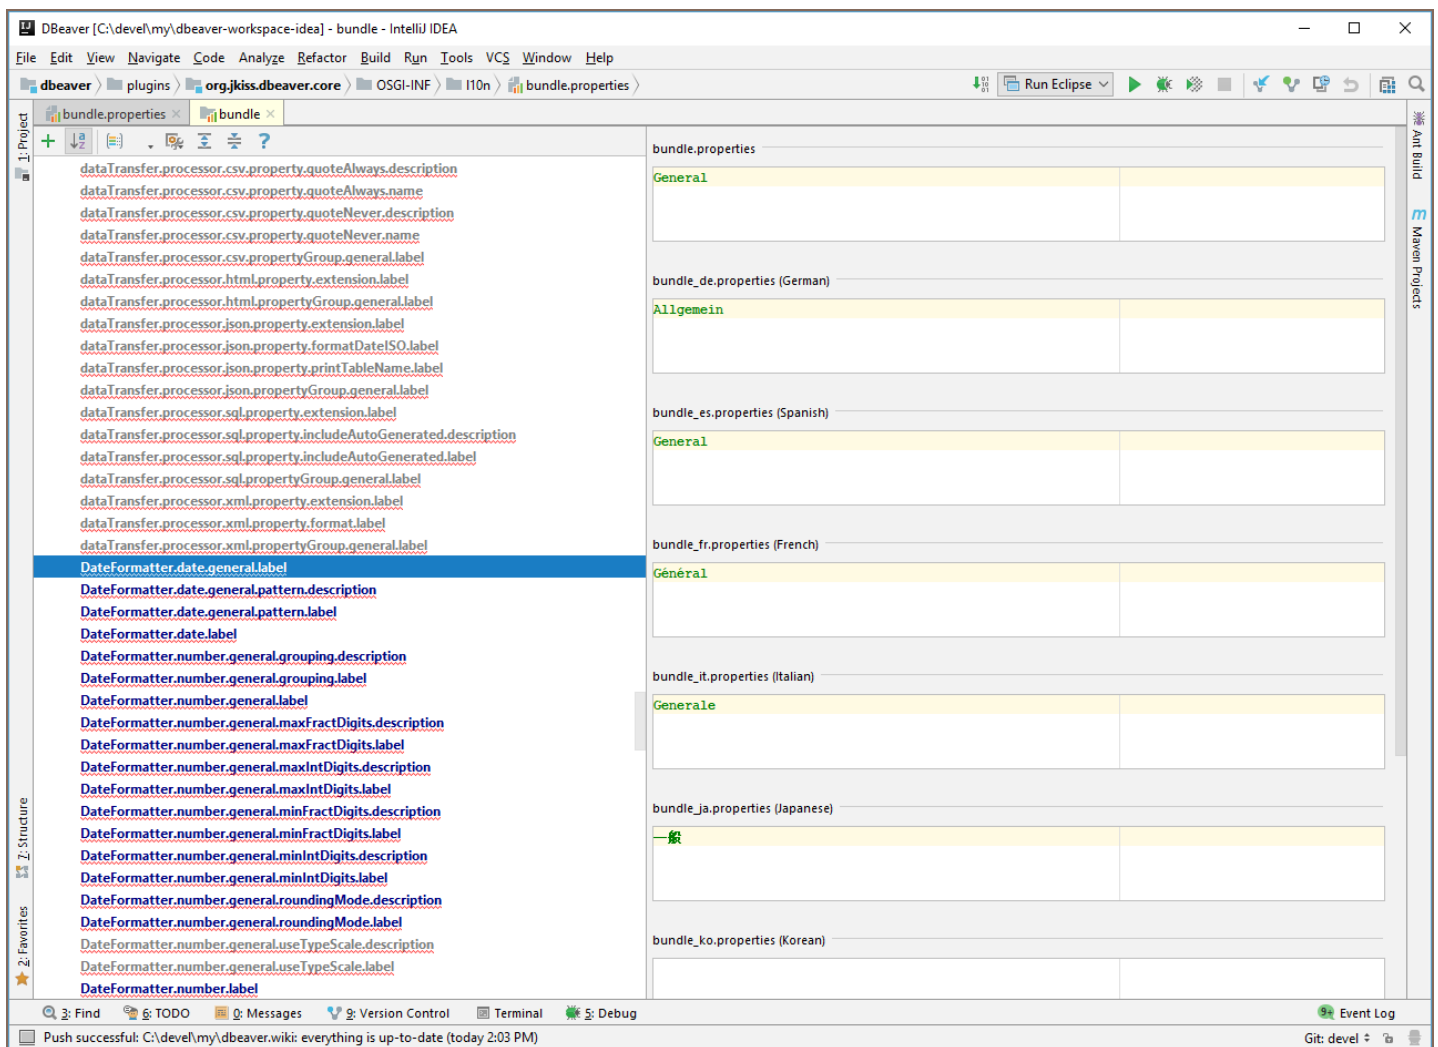 DBeaver [C:\devel\my\dbeaver-workspace-idea] - bundle - IntelliJ IDEA
File Edit View Navigate Code Analyze Refactor Build Run Tools VCS Window Help
dbeaver plugins org.jkiss.dbeaver.core OSGI-INF l10n bundle.properties Run Eclipse
bundle.properties bundle
1: Project
7: Structure
2: Favorites
dataTransfer.processor.csv.property.quoteAlways.description
dataTransfer.processor.csv.property.quoteAlways.name
dataTransfer.processor.csv.property.quoteNever.description
dataTransfer.processor.csv.property.quoteNever.name
dataTransfer.processor.csv.propertyGroup.general.label
dataTransfer.processor.html.property.extension.label
dataTransfer.processor.html.propertyGroup.general.label
dataTransfer.processor.json.property.extension.label
dataTransfer.processor.json.property.formatDateISO.label
dataTransfer.processor.json.property.printTableName.label
dataTransfer.processor.json.propertyGroup.general.label
dataTransfer.processor.sql.property.extension.label
dataTransfer.processor.sql.property.includeAutoGenerated.description
dataTransfer.processor.sql.property.includeAutoGenerated.label
dataTransfer.processor.sql.propertyGroup.general.label
dataTransfer.processor.xml.property.extension.label
dataTransfer.processor.xml.property.format.label
dataTransfer.processor.xml.propertyGroup.general.label
DateFormatter.date.general.label
DateFormatter.date.general.pattern.description
DateFormatter.date.general.pattern.label
DateFormatter.date.label
DateFormatter.number.general.grouping.description
DateFormatter.number.general.grouping.label
DateFormatter.number.general.label
DateFormatter.number.general.maxFractDigits.description
DateFormatter.number.general.maxFractDigits.label
DateFormatter.number.general.maxIntDigits.description
DateFormatter.number.general.maxIntDigits.label
DateFormatter.number.general.minFractDigits.description
DateFormatter.number.general.minFractDigits.label
DateFormatter.number.general.minIntDigits.description
DateFormatter.number.general.minIntDigits.label
DateFormatter.number.general.roundingMode.description
DateFormatter.number.general.roundingMode.label
DateFormatter.number.general.useTypeScale.description
DateFormatter.number.general.useTypeScale.label
DateFormatter.number.label
bundle.properties
General
bundle_de.properties (German)
Allgemein
bundle_es.properties (Spanish)
General
bundle_fr.properties (French)
Général
bundle_it.properties (Italian)
Generale
bundle_ja.properties (Japanese)
一般
bundle_ko.properties (Korean)
Ant Build
m Maven Projects
3: Find 6: TODO 0: Messages 9: Version Control Terminal 5: Debug 9+ Event Log
Push successful: C:\devel\my\dbeaver.wiki: everything is up-to-date (today 2:03 PM) Git: devel